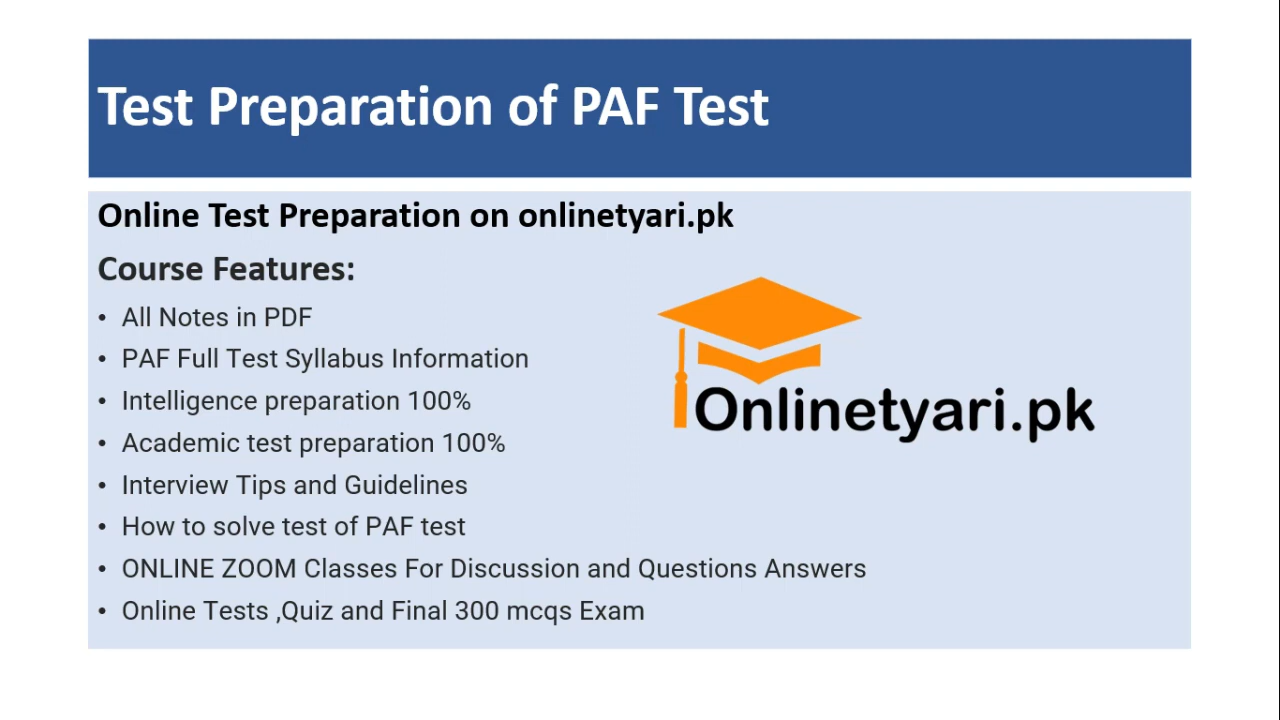 Test Preparation of PAF Test
Online Test Preparation on onlinetyari.pk
Course Features:
• All Notes in PDF
• PAF Full Test Syllabus Information
• Intelligence preparation 100%
• Academic test preparation 100%
• Interview Tips and Guidelines
• How to solve test of PAF test
• ONLINE ZOOM Classes For Discussion and Questions Answers
• Online Tests ,Quiz and Final 300 mcqs Exam
Onlinetyari.pk